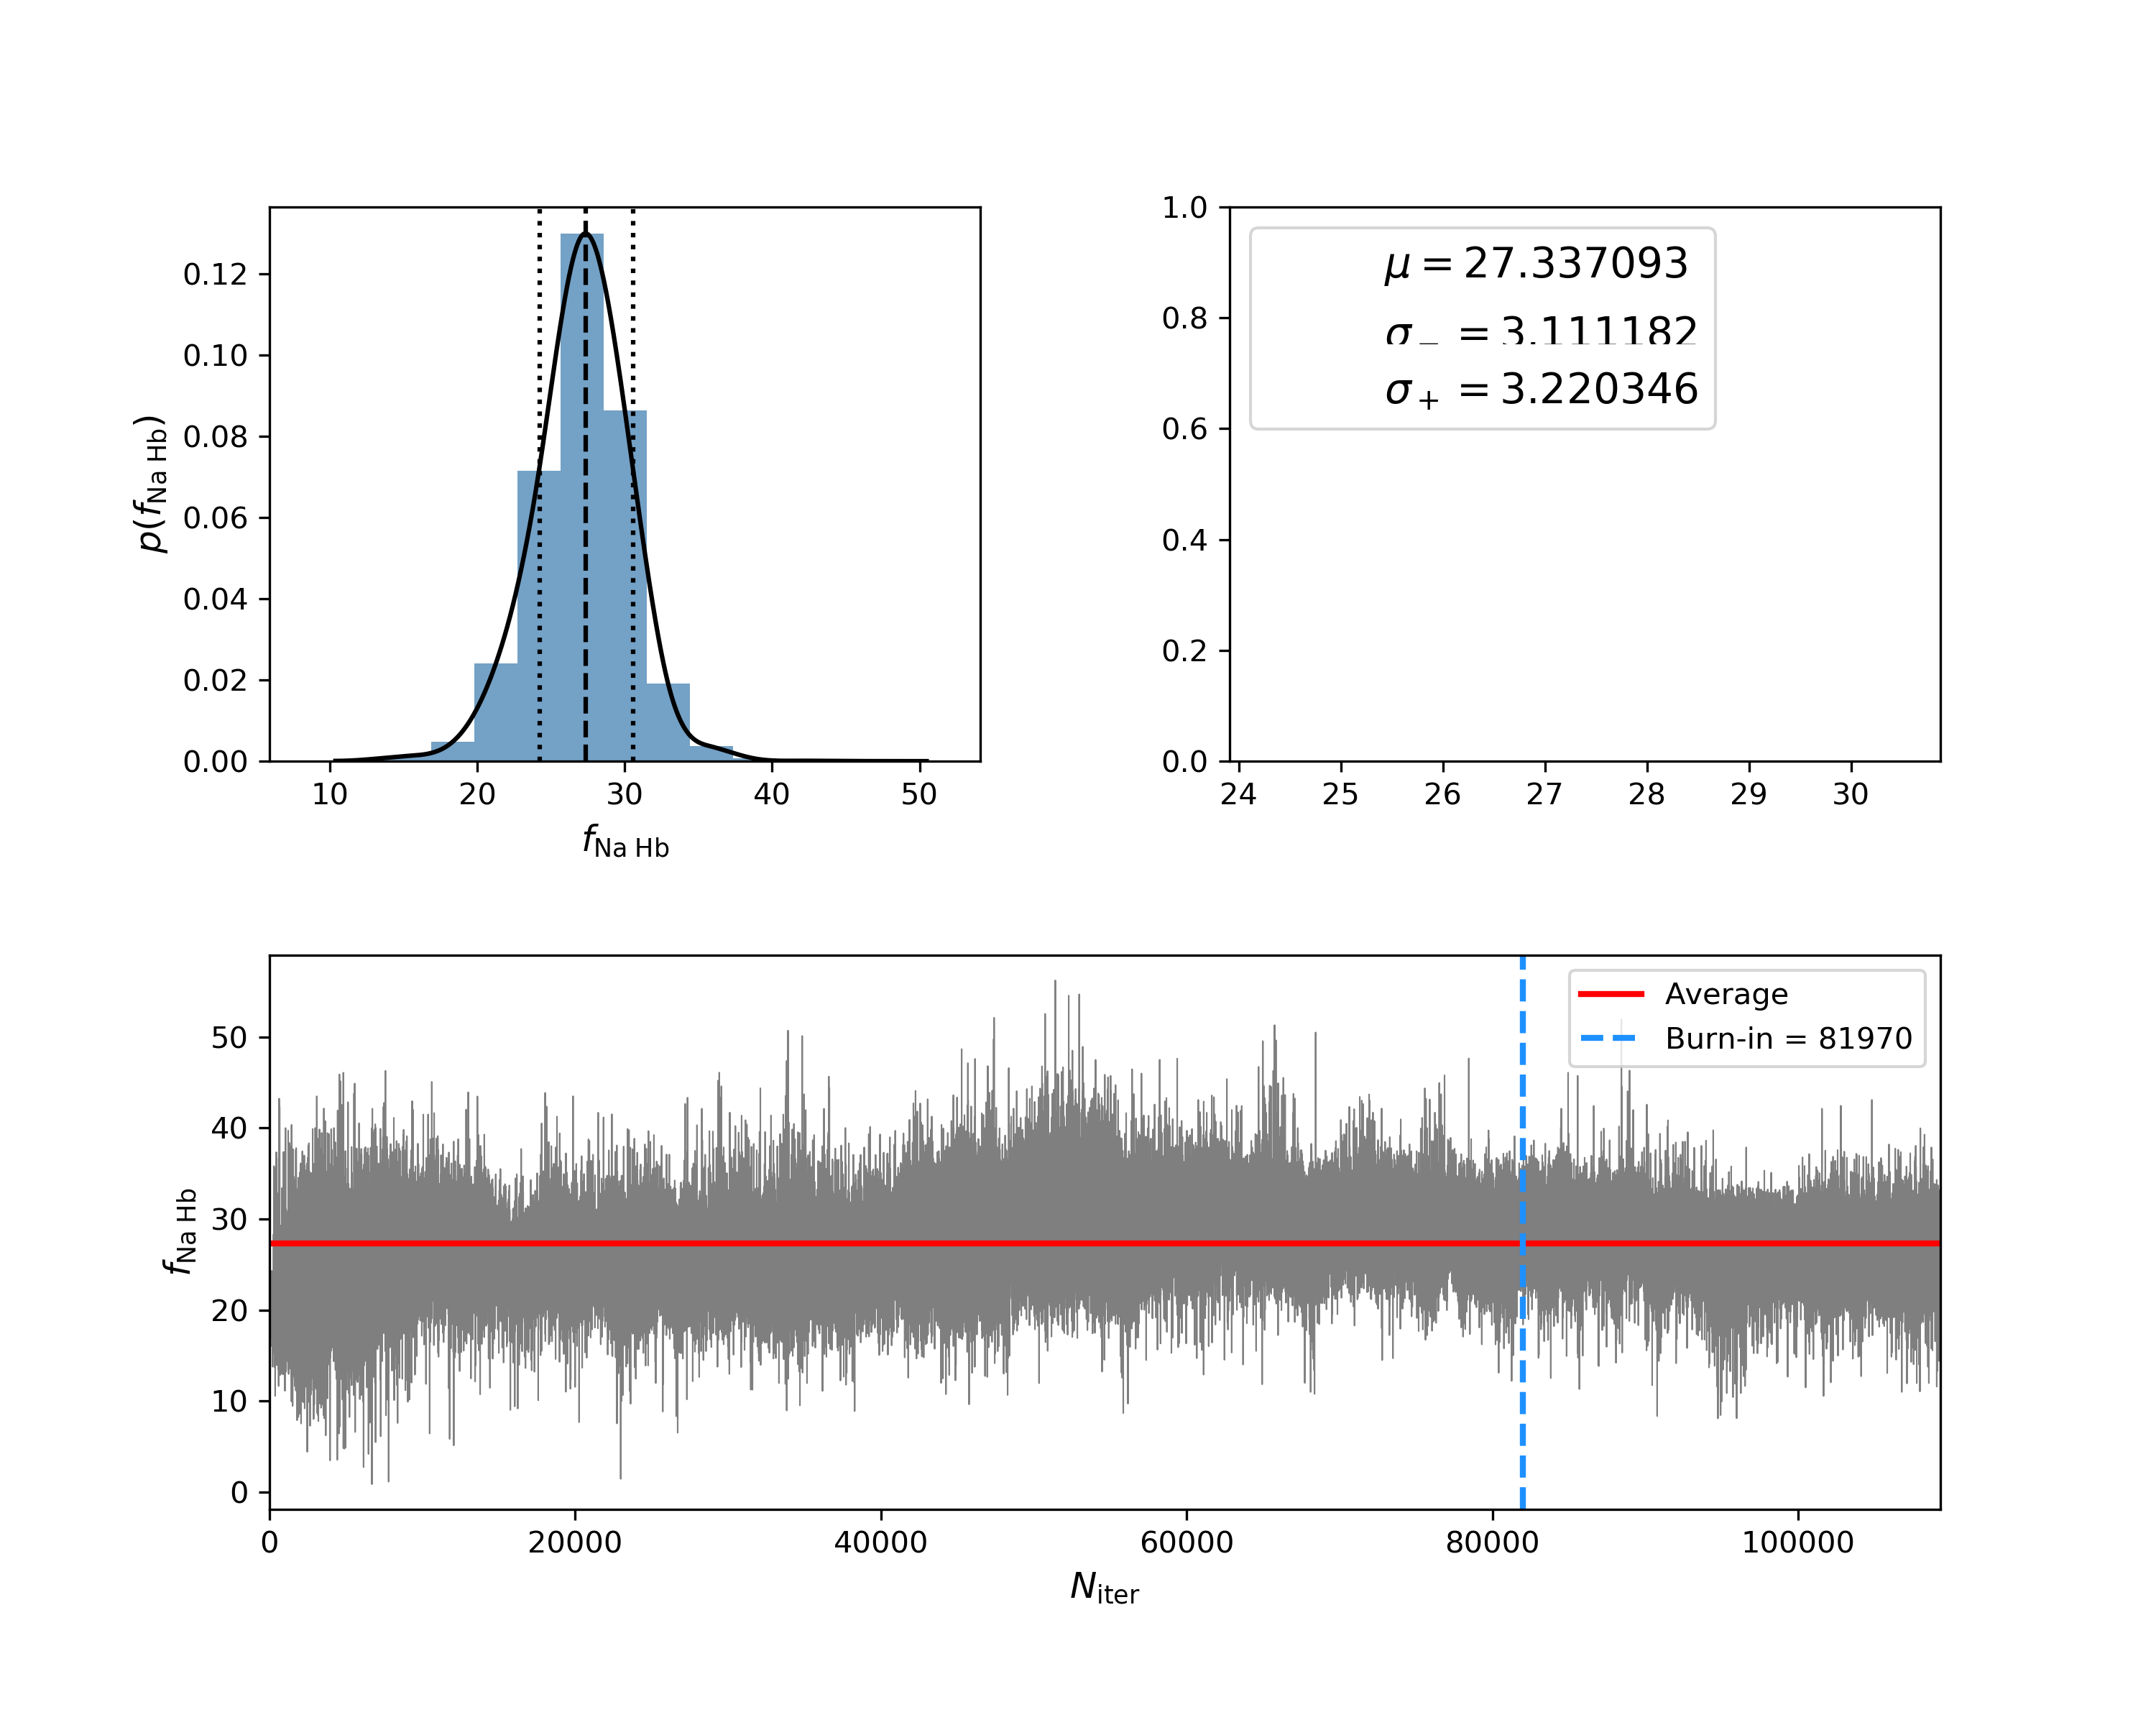 0.12
0.10
0.08
0.06
0.04
0.02
0.00
p(f_Na Hb)
10 20 30 40 50
f_Na Hb
1.0
0.8
0.6
0.4
0.2
0.0
μ = 27.337093
σ_− = 3.111182
σ_+ = 3.220346
24 25 26 27 28 29 30
50
40
30
20
10
0
f_Na Hb
Average
Burn-in = 81970
0 20000 40000 60000 80000 100000
N_iter